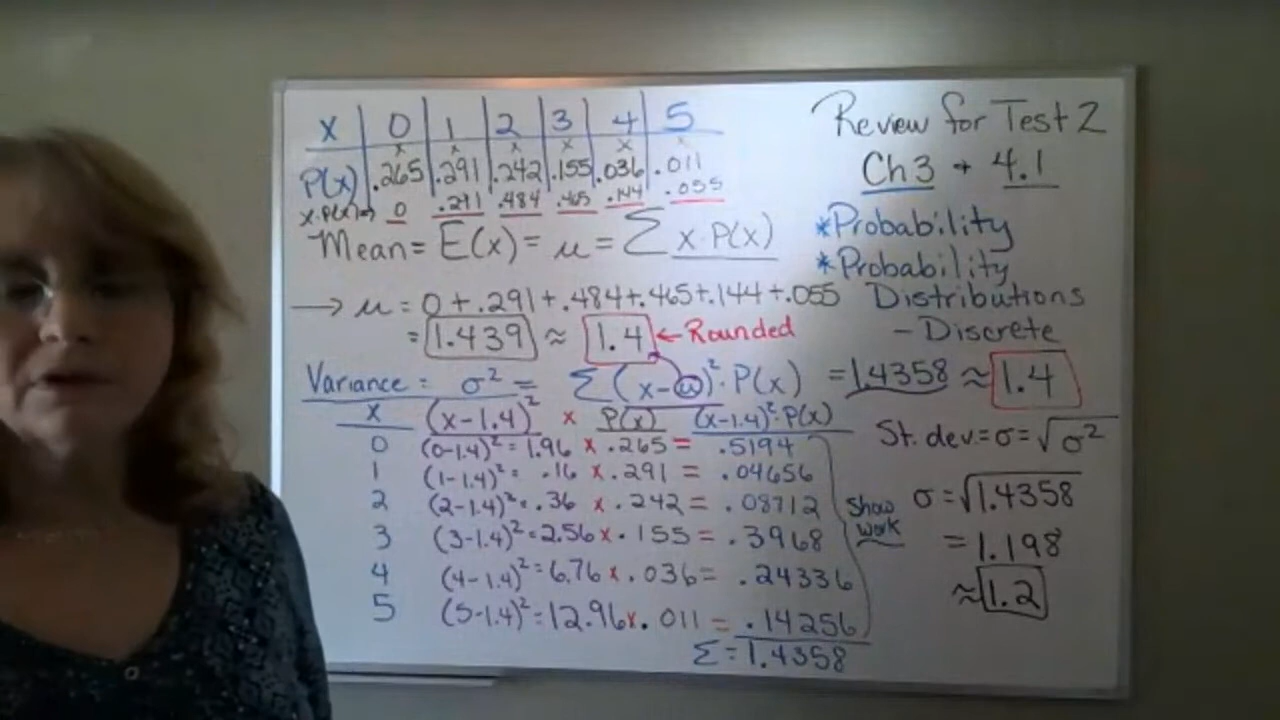 x | 0 | 1 | 2 | 3 | 4 | 5
P(x) | .265 | .291 | .242 | .155 | .036 | .011
x·P(x)→ 0 .291 .484 .465 .144 .055
Mean = E(x) = μ = Σ x·P(x)
→ μ = 0 + .291 + .484 + .465 + .144 + .055
= 1.439 ≈ 1.4 ← Rounded
Variance = σ² = Σ(x-μ)²·P(x) = 1.4358 ≈ 1.4
x (x-1.4)² x P(x) (x-1.4)²·P(x)
0 (0-1.4)² = 1.96 x .265 = .5194
1 (1-1.4)² = .16 x .291 = .04656
2 (2-1.4)² = .36 x .242 = .08712
3 (3-1.4)² = 2.56 x .155 = .3968
4 (4-1.4)² = 6.76 x .036 = .24336
5 (5-1.4)² = 12.96 x .011 = .14256
Σ = 1.4358
Show
work
Review for Test 2
Ch 3 + 4.1
*Probability
*Probability
Distributions
- Discrete
St. dev. = σ = √σ²
σ = √1.4358
= 1.198
≈ 1.2